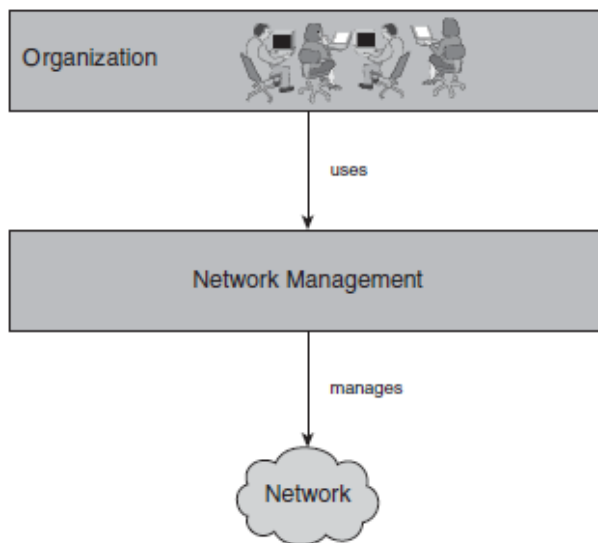 Organization
uses
Network Management
manages
Network